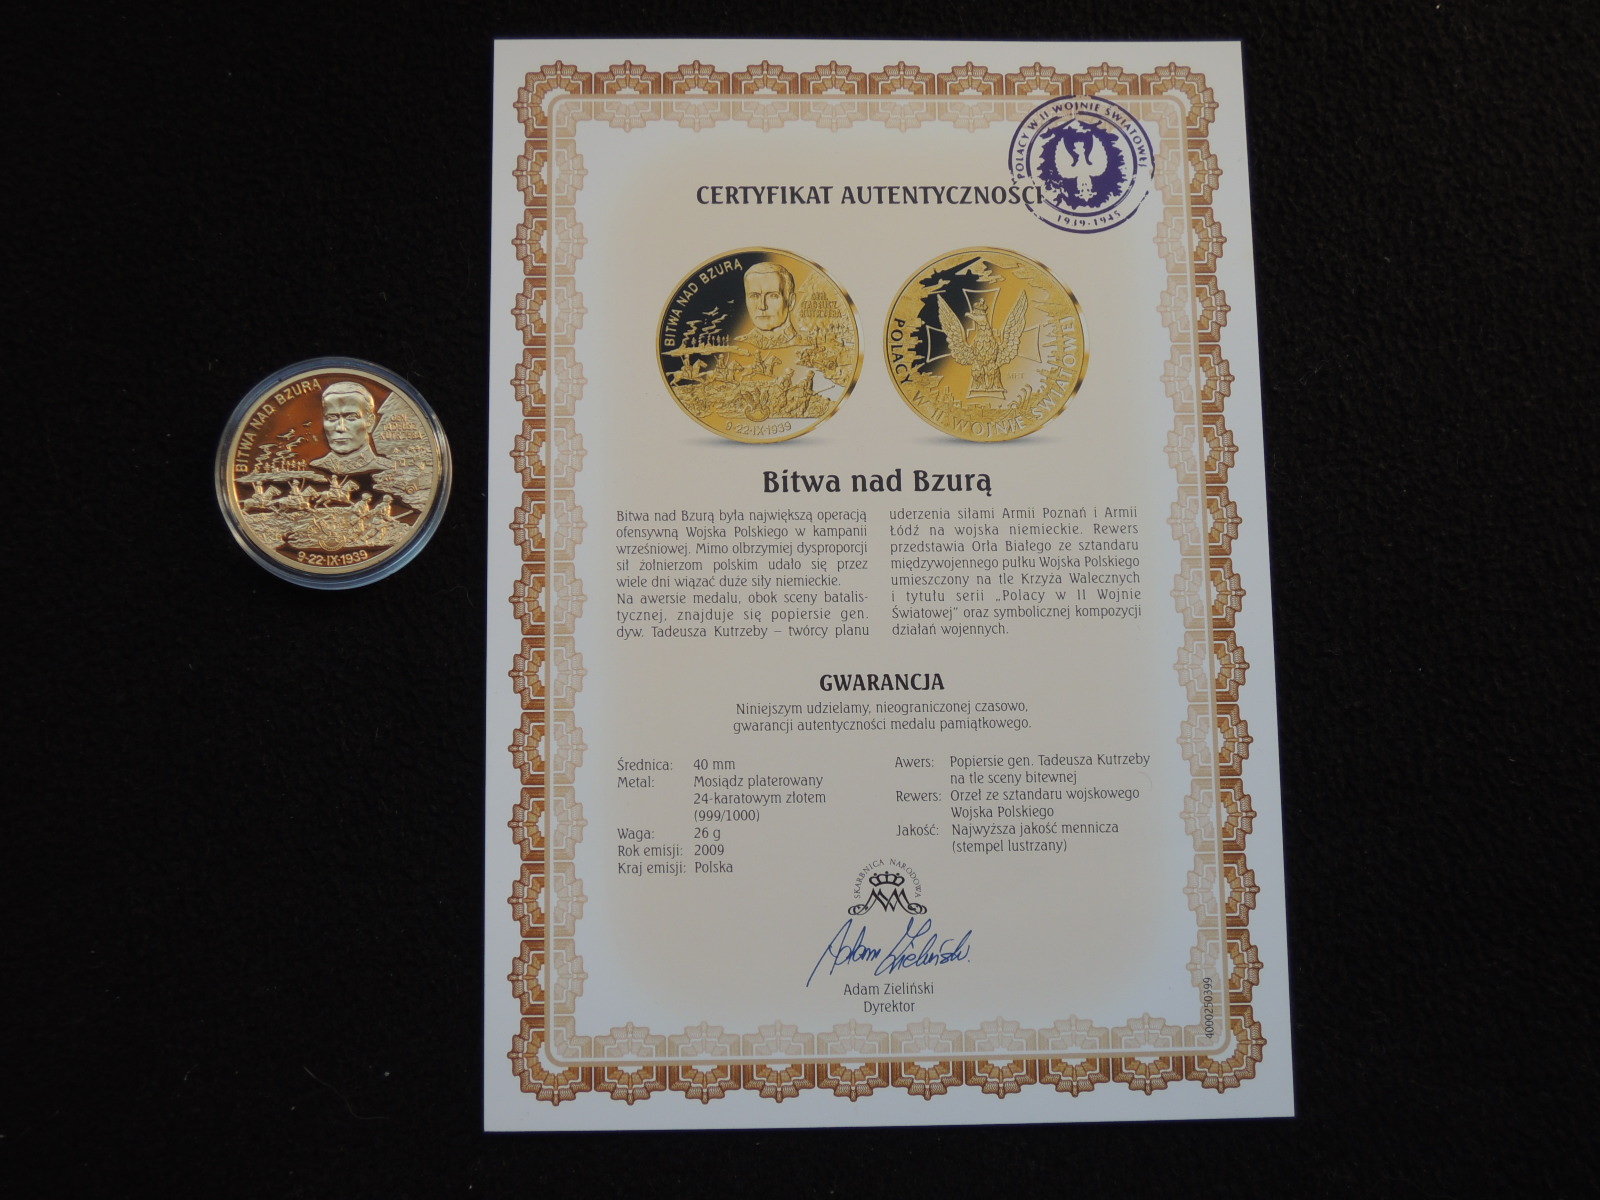 BITWA NAD BZURĄ
GEN.
TADEUSZ
KUTRZEBA
9-22·IX·1939
POLACY W II WOJNIE ŚWIATOWEJ
1939-1945
CERTYFIKAT AUTENTYCZNOŚCI
BITWA NAD BZURĄ
GEN.
TADEUSZ
KUTRZEBA
9-22·IX·1939
POLACY W II WOJNIE ŚWIATOWEJ
Bitwa nad Bzurą
Bitwa nad Bzurą była największą operacją
ofensywną Wojska Polskiego w kampanii
wrześniowej. Mimo olbrzymiej dysproporcji
sił żołnierzom polskim udało się przez
wiele dni wiązać duże siły niemieckie.
Na awersie medalu, obok sceny batalis-
tycznej, znajduje się popiersie gen.
dyw. Tadeusza Kutrzeby – twórcy planu
uderzenia siłami Armii Poznań i Armii
Łódź na wojska niemieckie. Rewers
przedstawia Orła Białego ze sztandaru
międzywojennego pułku Wojska Polskiego
umieszczony na tle Krzyża Walecznych
i tytułu serii „Polacy w II Wojnie
Światowej” oraz symbolicznej kompozycji
działań wojennych.
GWARANCJA
Niniejszym udzielamy, nieograniczonej czasowo,
gwarancji autentyczności medalu pamiątkowego.
Średnica: 40 mm
Metal: Mosiądz platerowany
24-karatowym złotem
(999/1000)
Waga: 26 g
Rok emisji: 2009
Kraj emisji: Polska
Awers: Popiersie gen. Tadeusza Kutrzeby
na tle sceny bitewnej
Rewers: Orzeł ze sztandaru wojskowego
Wojska Polskiego
Jakość: Najwyższa jakość mennicza
(stempel lustrzany)
SKARBNICA NARODOWA
Adam Zieliński
Adam Zieliński
Dyrektor
4000250399